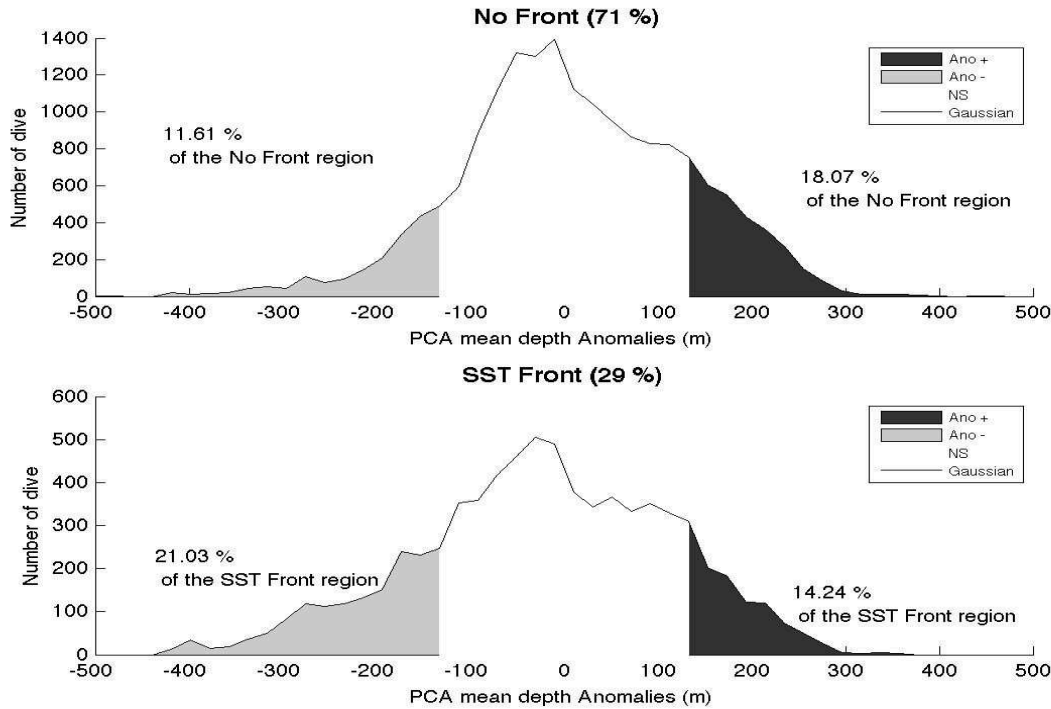 No Front (71 %)
1400
1200
1000
800
600
400
200
0
Number of dive
11.61 %
of the No Front region
18.07 %
of the No Front region
Ano +
Ano -
NS
Gaussian
-500 -400 -300 -200 -100 0 100 200 300 400 500
PCA mean depth Anomalies (m)
SST Front (29 %)
600
500
400
300
200
100
0
Number of dive
21.03 %
of the SST Front region
14.24 %
of the SST Front region
Ano +
Ano -
NS
Gaussian
-500 -400 -300 -200 -100 0 100 200 300 400 500
PCA mean depth Anomalies (m)